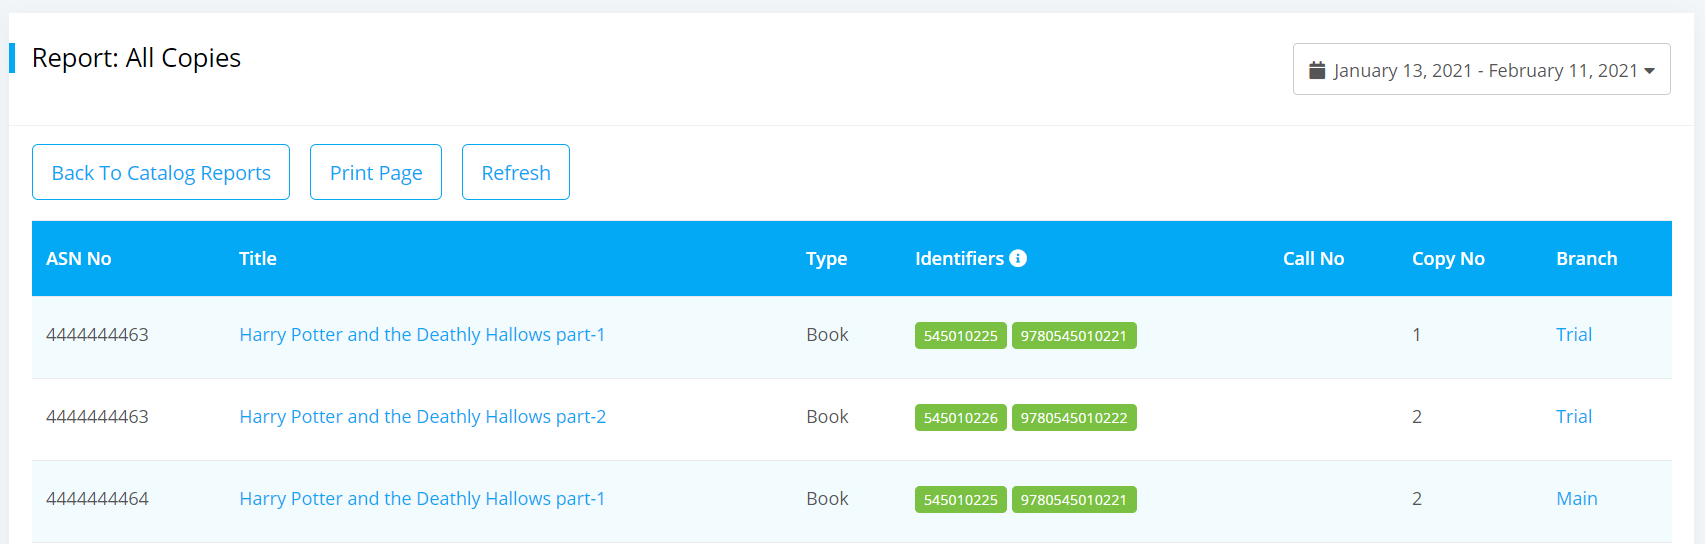 Report: All Copies
January 13, 2021 - February 11, 2021
Back To Catalog Reports Print Page Refresh
ASN No Title Type Identifiers Call No Copy No Branch
4444444463 Harry Potter and the Deathly Hallows part-1 Book 545010225 9780545010221 1 Trial
4444444463 Harry Potter and the Deathly Hallows part-2 Book 545010226 9780545010222 2 Trial
4444444464 Harry Potter and the Deathly Hallows part-1 Book 545010225 9780545010221 2 Main